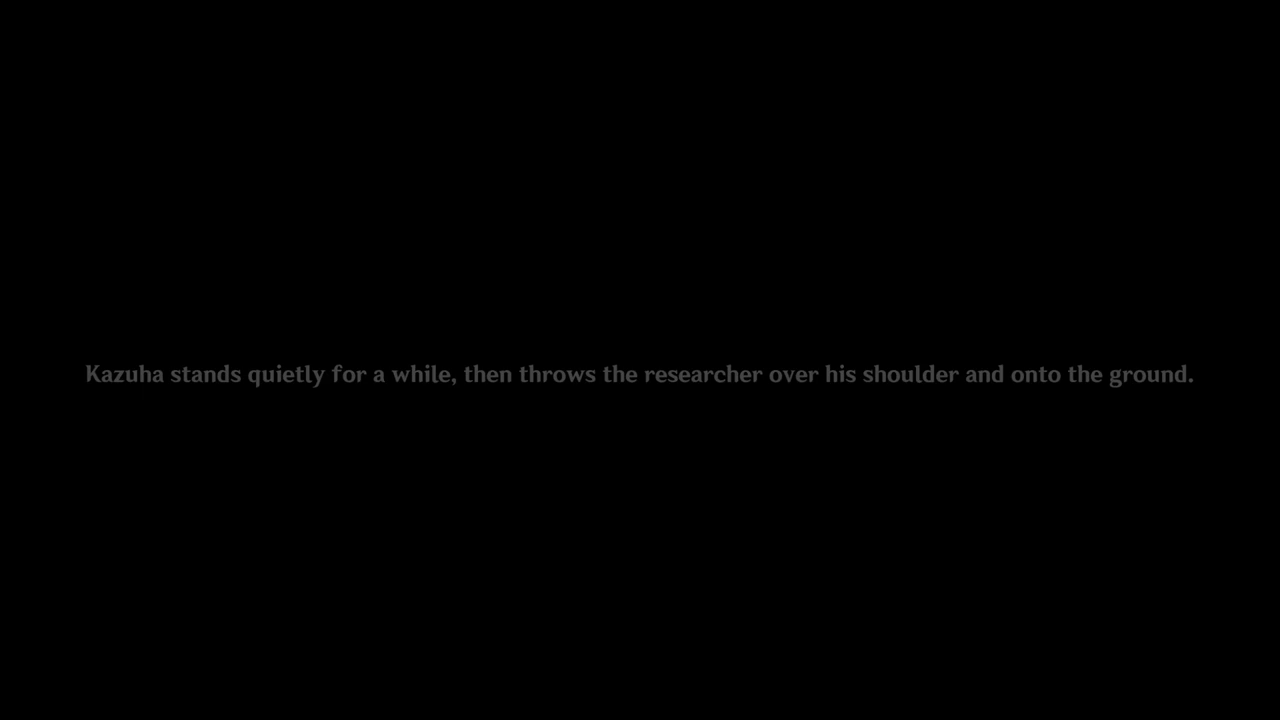 Kazuha stands quietly for a while, then throws the researcher over his shoulder and onto the ground.